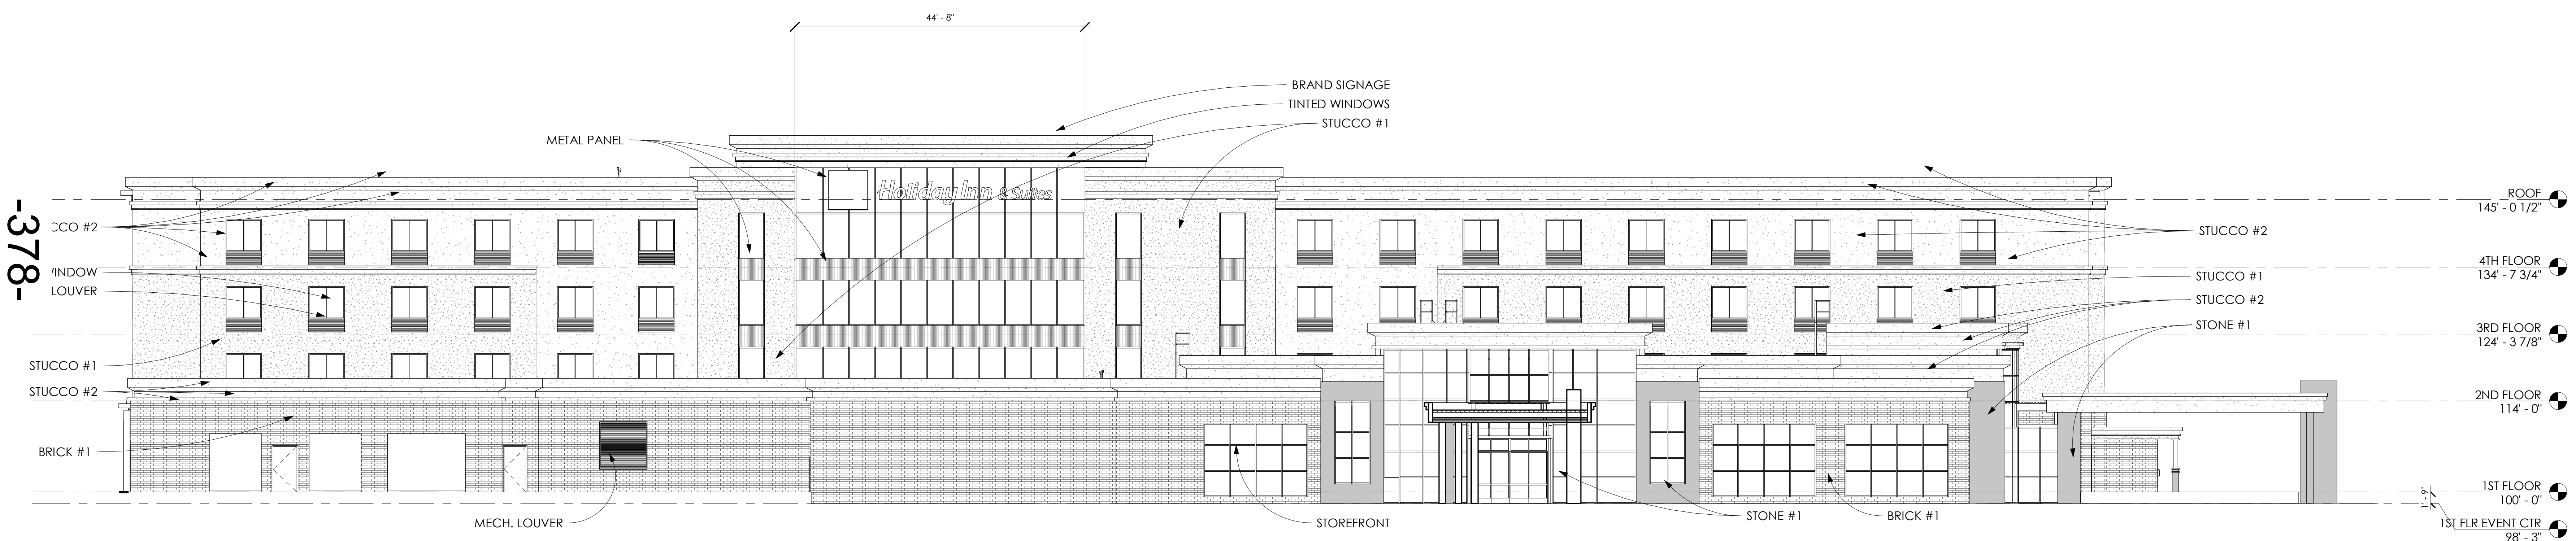 44' - 8"
BRAND SIGNAGE
TINTED WINDOWS
STUCCO #1
METAL PANEL
Holiday Inn & Suites
-378-
CCO #2
INDOW
LOUVER
STUCCO #1
STUCCO #2
BRICK #1
MECH. LOUVER
STOREFRONT
STONE #1
BRICK #1
STUCCO #2
STUCCO #1
STUCCO #2
STONE #1
ROOF
145' - 0 1/2"
4TH FLOOR
134' - 7 3/4"
3RD FLOOR
124' - 3 7/8"
2ND FLOOR
114' - 0"
1ST FLOOR
100' - 0"
1' - 9"
1ST FLR EVENT CTR
98' - 3"